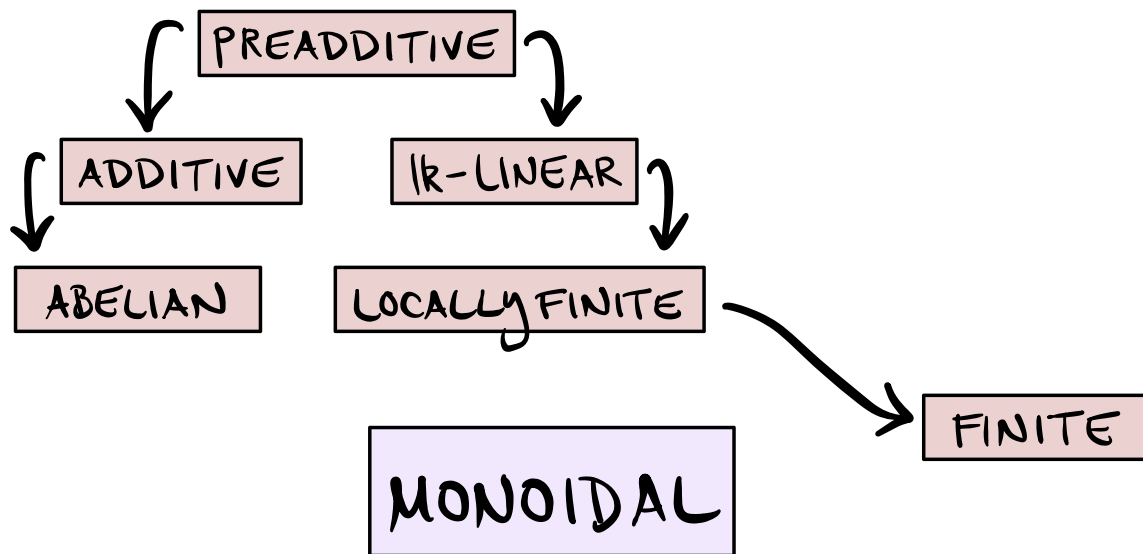 PREADDITIVE
ADDITIVE
𝕜-LINEAR
ABELIAN
LOCALLY FINITE
FINITE
MONOIDAL